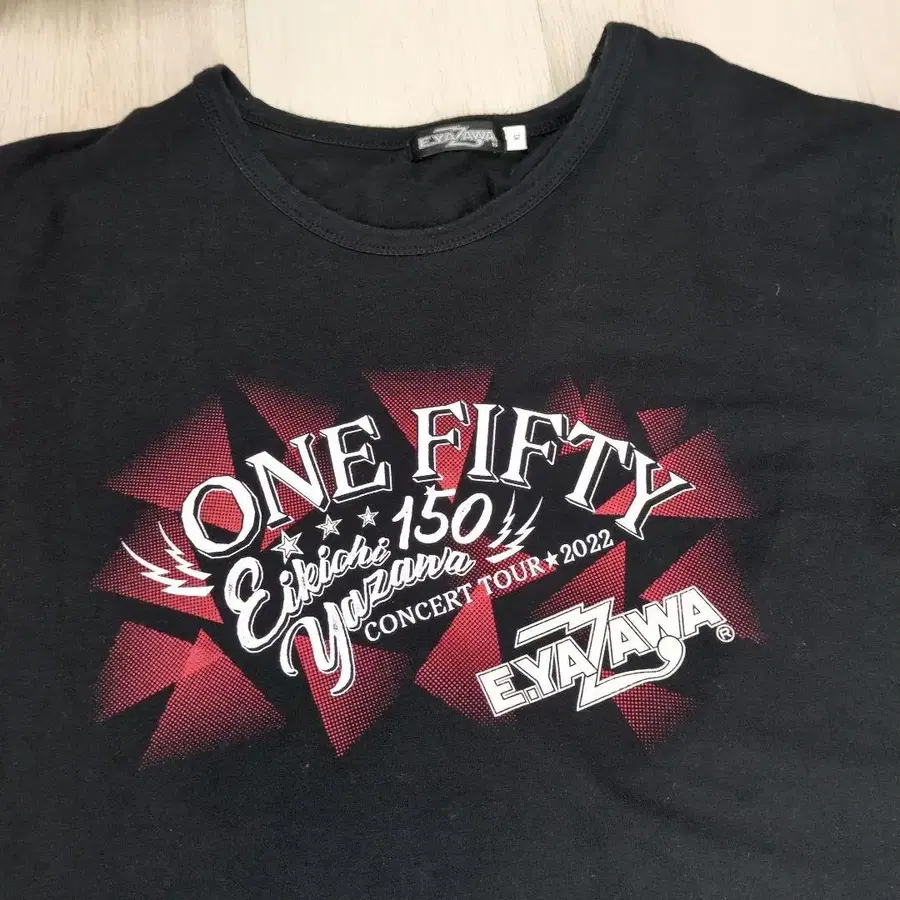 E.YAZAWA
ONE FIFTY
150
Eikichi
Yazawa
CONCERT TOUR★2022
E.YAZAWA®